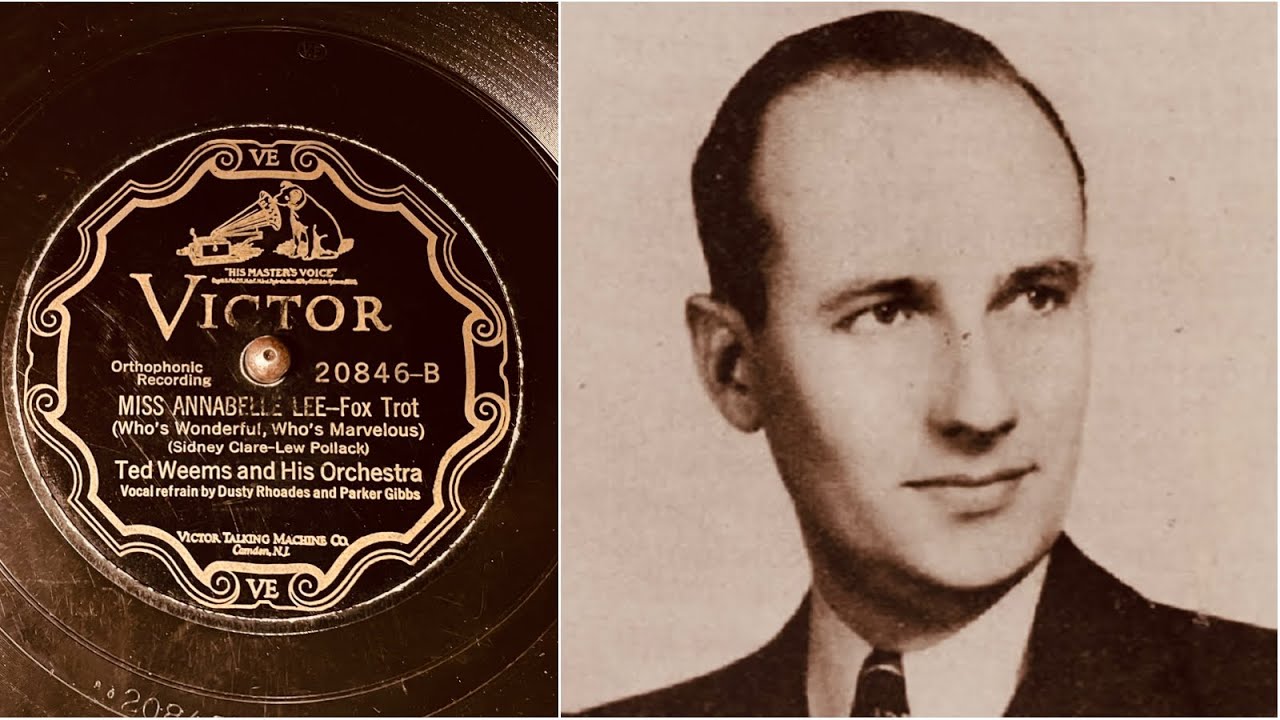 VE
VE
"HIS MASTER'S VOICE"
VICTOR
Orthophonic
Recording
20846-B
MISS ANNABELLE LEE-FOX TROT
(Who's Wonderful, Who's Marvelous)
(Sidney Clare-Lew Pollack)
Ted Weems and His Orchestra
Vocal refrain by Dusty Rhoades and Parker Gibbs
VICTOR TALKING MACHINE CO.
Camden, N.J.
VE